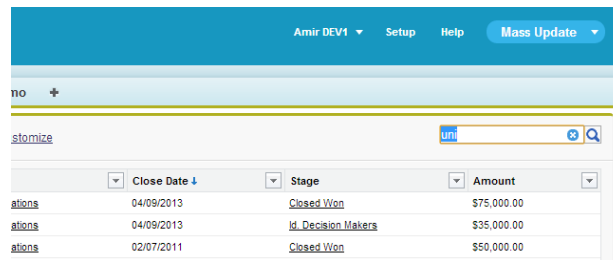 Amir DEV1 Setup Help Mass Update
mo +
stomize uni
Close Date Stage Amount
ations 04/09/2013 Closed Won $75,000.00
ations 04/09/2013 Id. Decision Makers $35,000.00
ations 02/07/2011 Closed Won $50,000.00